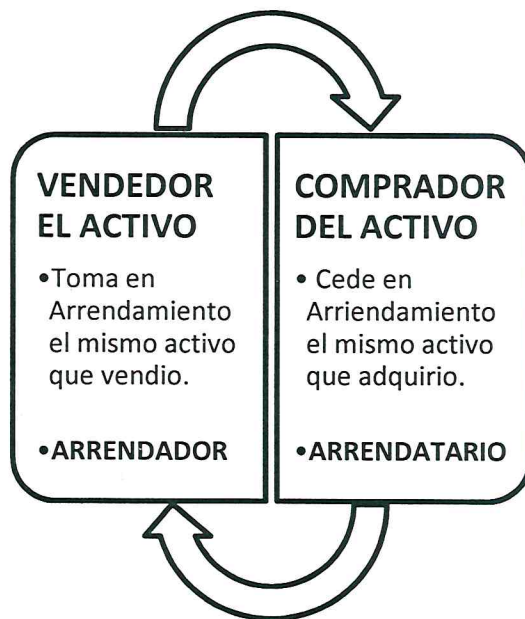 VENDEDOR
EL ACTIVO
•Toma en
Arrendamiento
el mismo activo
que vendio.
•ARRENDADOR
COMPRADOR
DEL ACTIVO
• Cede en
Arriendamiento
el mismo activo
que adquirio.
•ARRENDATARIO